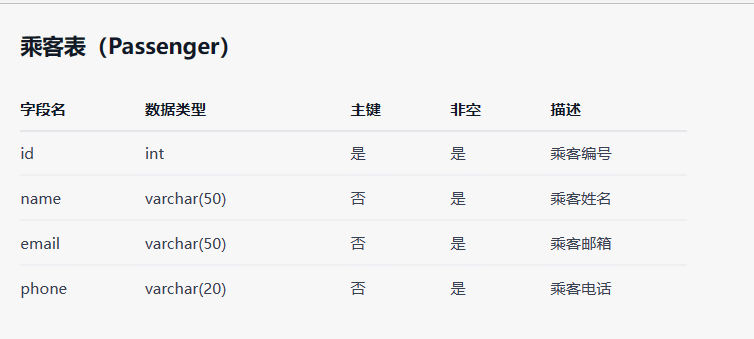 乘客表（Passenger）
字段名 数据类型 主键 非空 描述
id int 是 是 乘客编号
name varchar(50) 否 是 乘客姓名
email varchar(50) 否 是 乘客邮箱
phone varchar(20) 否 是 乘客电话